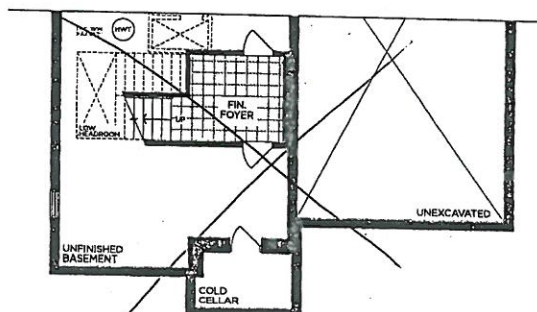 HWT
FIN.
FOYER
UP
LOW
HEADROOM
UNEXCAVATED
UNFINISHED
BASEMENT
COLD
CELLAR